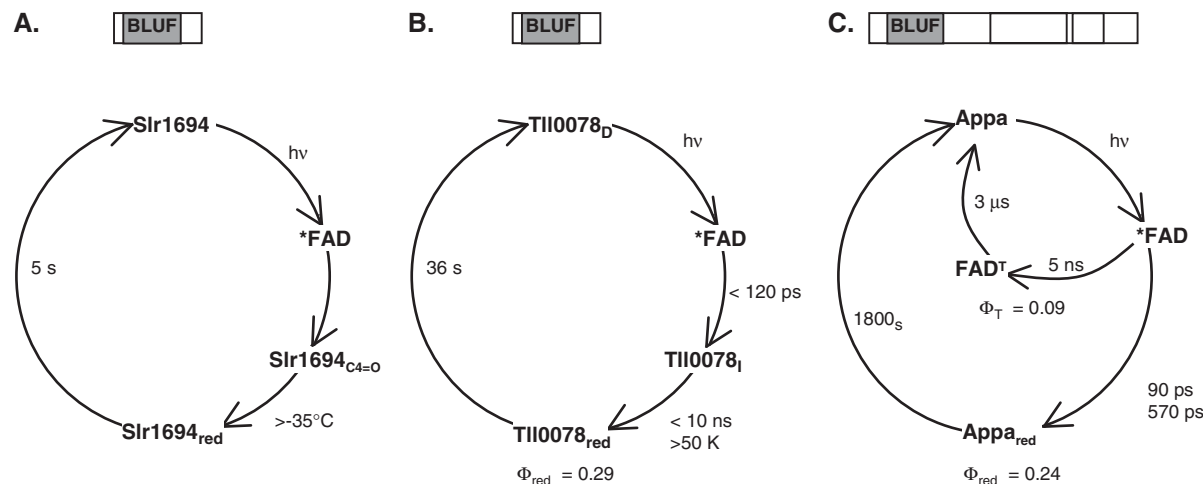 A.
BLUF
Slr1694
hν
*FAD
Slr1694C4=O
>-35°C
Slr1694red
5 s
B.
BLUF
Tll0078D
hν
*FAD
< 120 ps
Tll0078I
< 10 ns
>50 K
Tll0078red
Φred = 0.29
36 s
C.
BLUF
Appa
hν
*FAD
5 ns
FADT
3 μs
ΦT = 0.09
90 ps
570 ps
Appared
Φred = 0.24
1800s